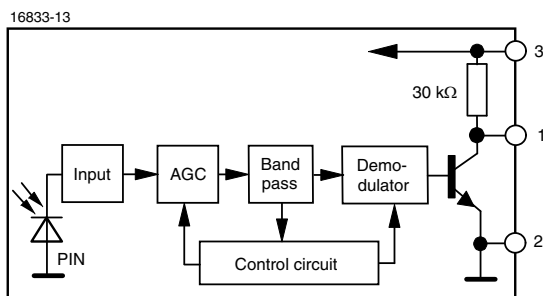 16833-13
3
30 kΩ
1
Input
AGC
Band
pass
Demo-
dulator
2
PIN
Control circuit